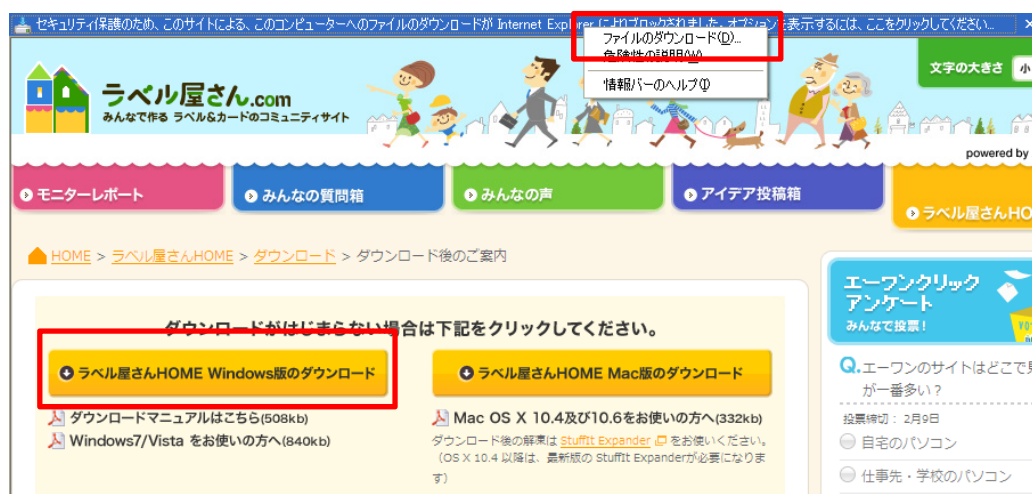 セキュリティ保護のため、このサイトによる、このコンピューターへのファイルのダウンロードが Internet Explorer によりブロックされました。オプションを表示するには、ここをクリックしてください...
ファイルのダウンロード(D)...
危険性の説明(W)
情報バーのヘルプ(I)
文字の大きさ 小
ラベル屋さん.com
みんなで作る ラベル&カードのコミュニティサイト
powered by
モニターレポート
みんなの質問箱
みんなの声
アイデア投稿箱
ラベル屋さんHO
HOME > ラベル屋さんHOME > ダウンロード > ダウンロード後のご案内
ダウンロードがはじまらない場合は下記をクリックしてください。
ラベル屋さんHOME Windows版のダウンロード
ダウンロードマニュアルはこちら(508kb)
Windows7/Vista をお使いの方へ(840kb)
ラベル屋さんHOME Mac版のダウンロード
Mac OS X 10.4及び10.6をお使いの方へ(332kb)
ダウンロード後の解凍は StuffIt Expander をお使いください。
(OS X 10.4 以降は、最新版の StuffIt Expanderが必要になりま
す)
エーワンクリック
アンケート
みんなで投票!
Q.エーワンのサイトはどこで見
が一番多い?
投票締切: 2月9日
自宅のパソコン
仕事先・学校のパソコン